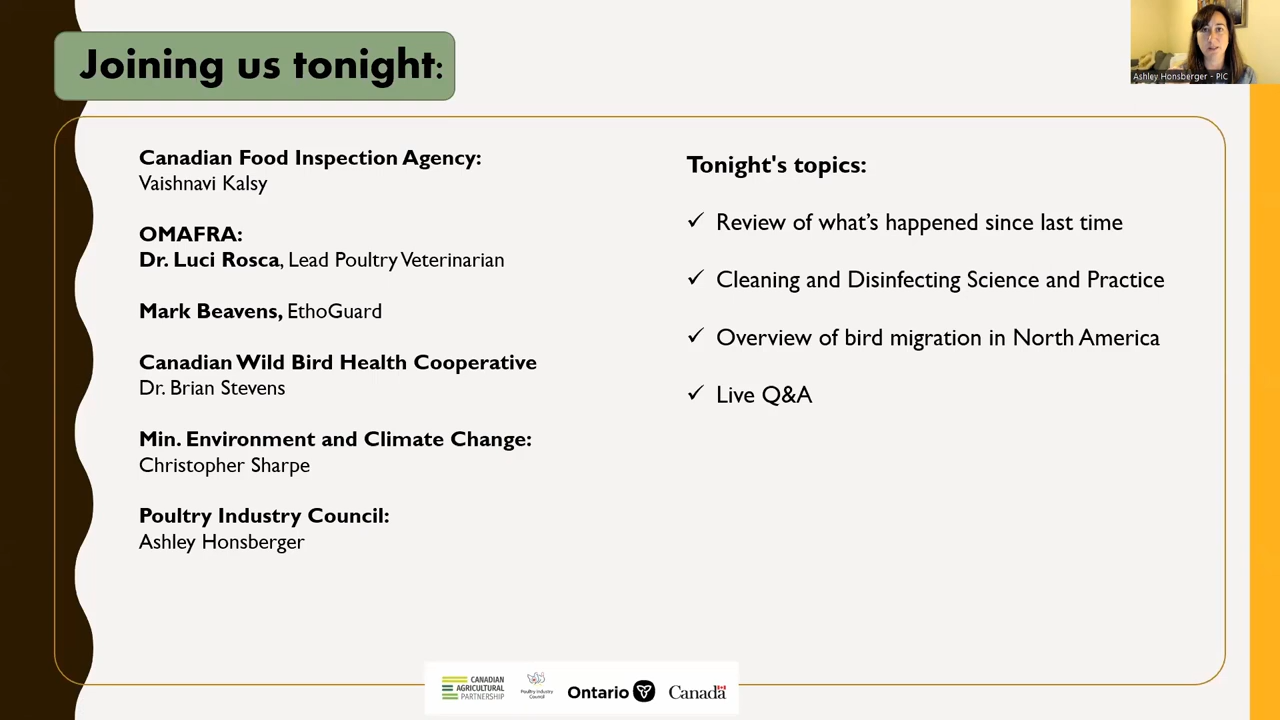 Joining us tonight:
Ashley Honsberger - PIC
Canadian Food Inspection Agency:
Vaishnavi Kalsy
OMAFRA:
Dr. Luci Rosca, Lead Poultry Veterinarian
Mark Beavens, EthoGuard
Canadian Wild Bird Health Cooperative
Dr. Brian Stevens
Min. Environment and Climate Change:
Christopher Sharpe
Poultry Industry Council:
Ashley Honsberger
Tonight's topics:
✓ Review of what’s happened since last time
✓ Cleaning and Disinfecting Science and Practice
✓ Overview of bird migration in North America
✓ Live Q&A
CANADIAN
AGRICULTURAL
PARTNERSHIP
Poultry Industry
Council
Ontario
Canada